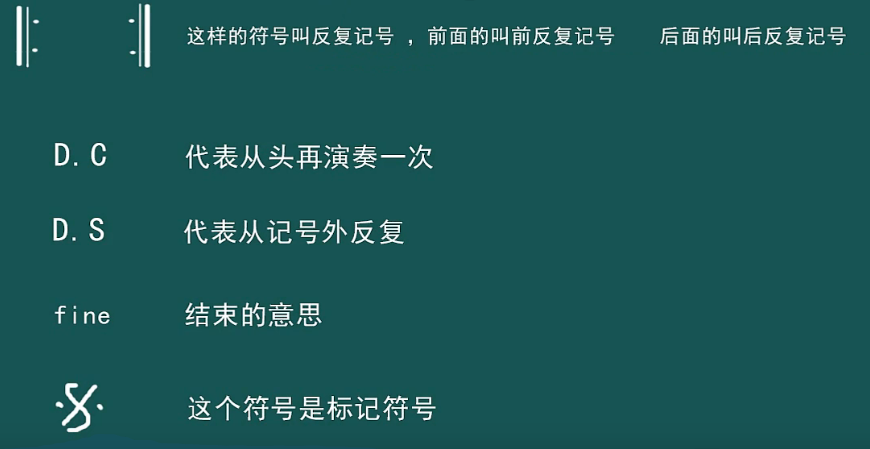 这样的符号叫反复记号 ，前面的叫前反复记号 后面的叫后反复记号
D.C 代表从头再演奏一次
D.S 代表从记号外反复
fine 结束的意思
这个符号是标记符号